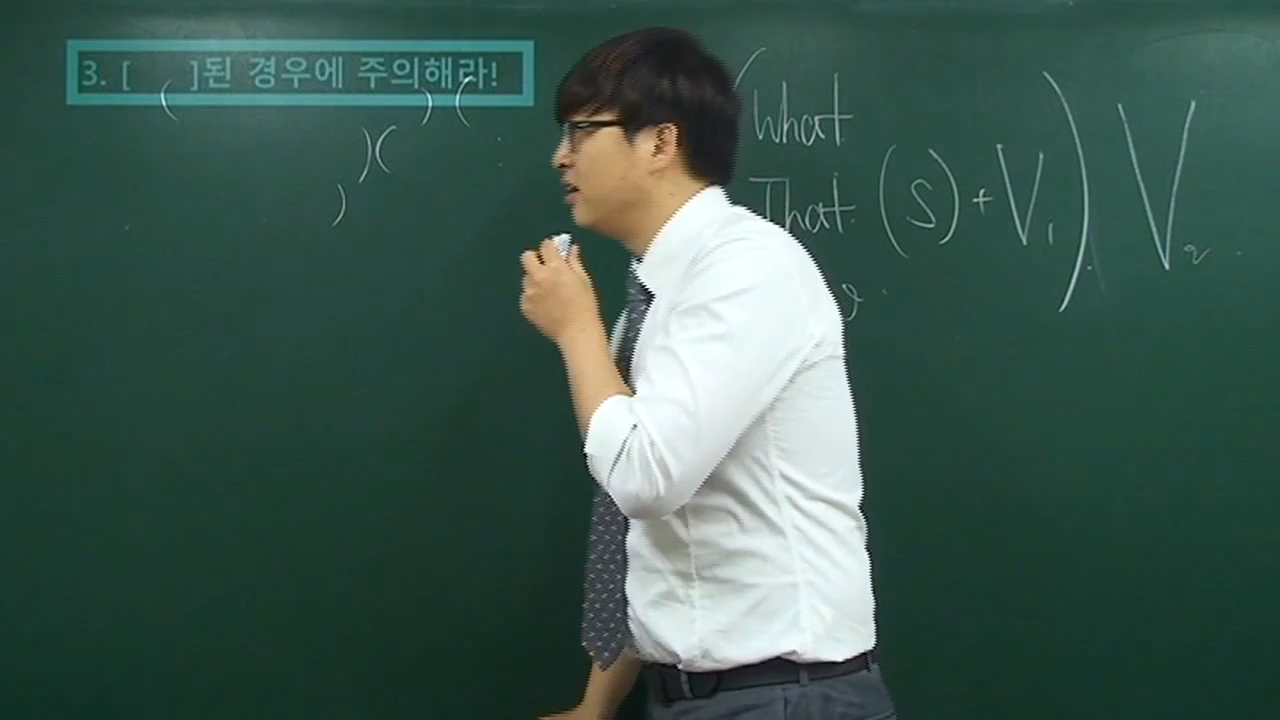 3. [ ]된 경우에 주의해라!
( ) (
)(
)
(What
That (S) + V₁) V₂